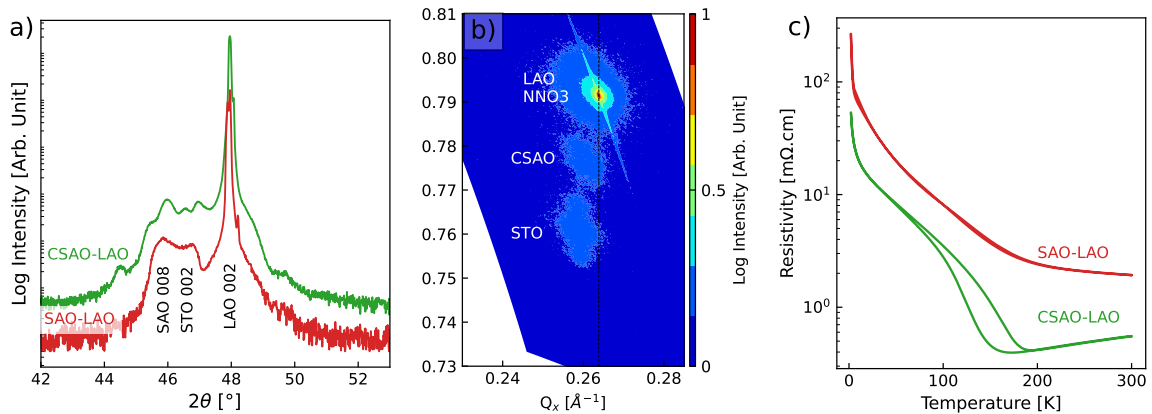 a)
Log Intensity [Arb. Unit]
CSAO-LAO
SAO-LAO
SAO 008
STO 002
LAO 002
42
44
46
48
50
52
2θ [°]
b)
0.81
0.80
0.79
0.78
0.77
0.76
0.75
0.74
0.73
LAO
NNO3
CSAO
STO
0.24
0.26
0.28
Qₓ [Å⁻¹]
1
0.5
0
Log Intensity [Arb. Unit]
c)
Resistivity [mΩ.cm]
10²
10¹
10⁰
SAO-LAO
CSAO-LAO
0
100
200
300
Temperature [K]